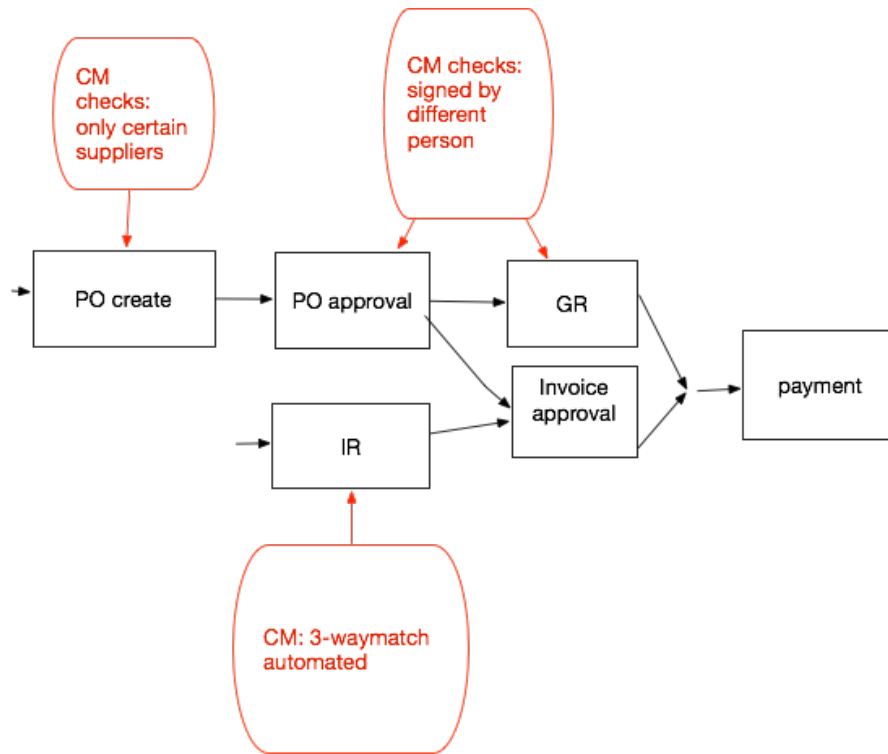 CM
checks:
only certain
suppliers
CM checks:
signed by
different
person
PO create
PO approval
GR
Invoice
approval
payment
IR
CM: 3-waymatch
automated